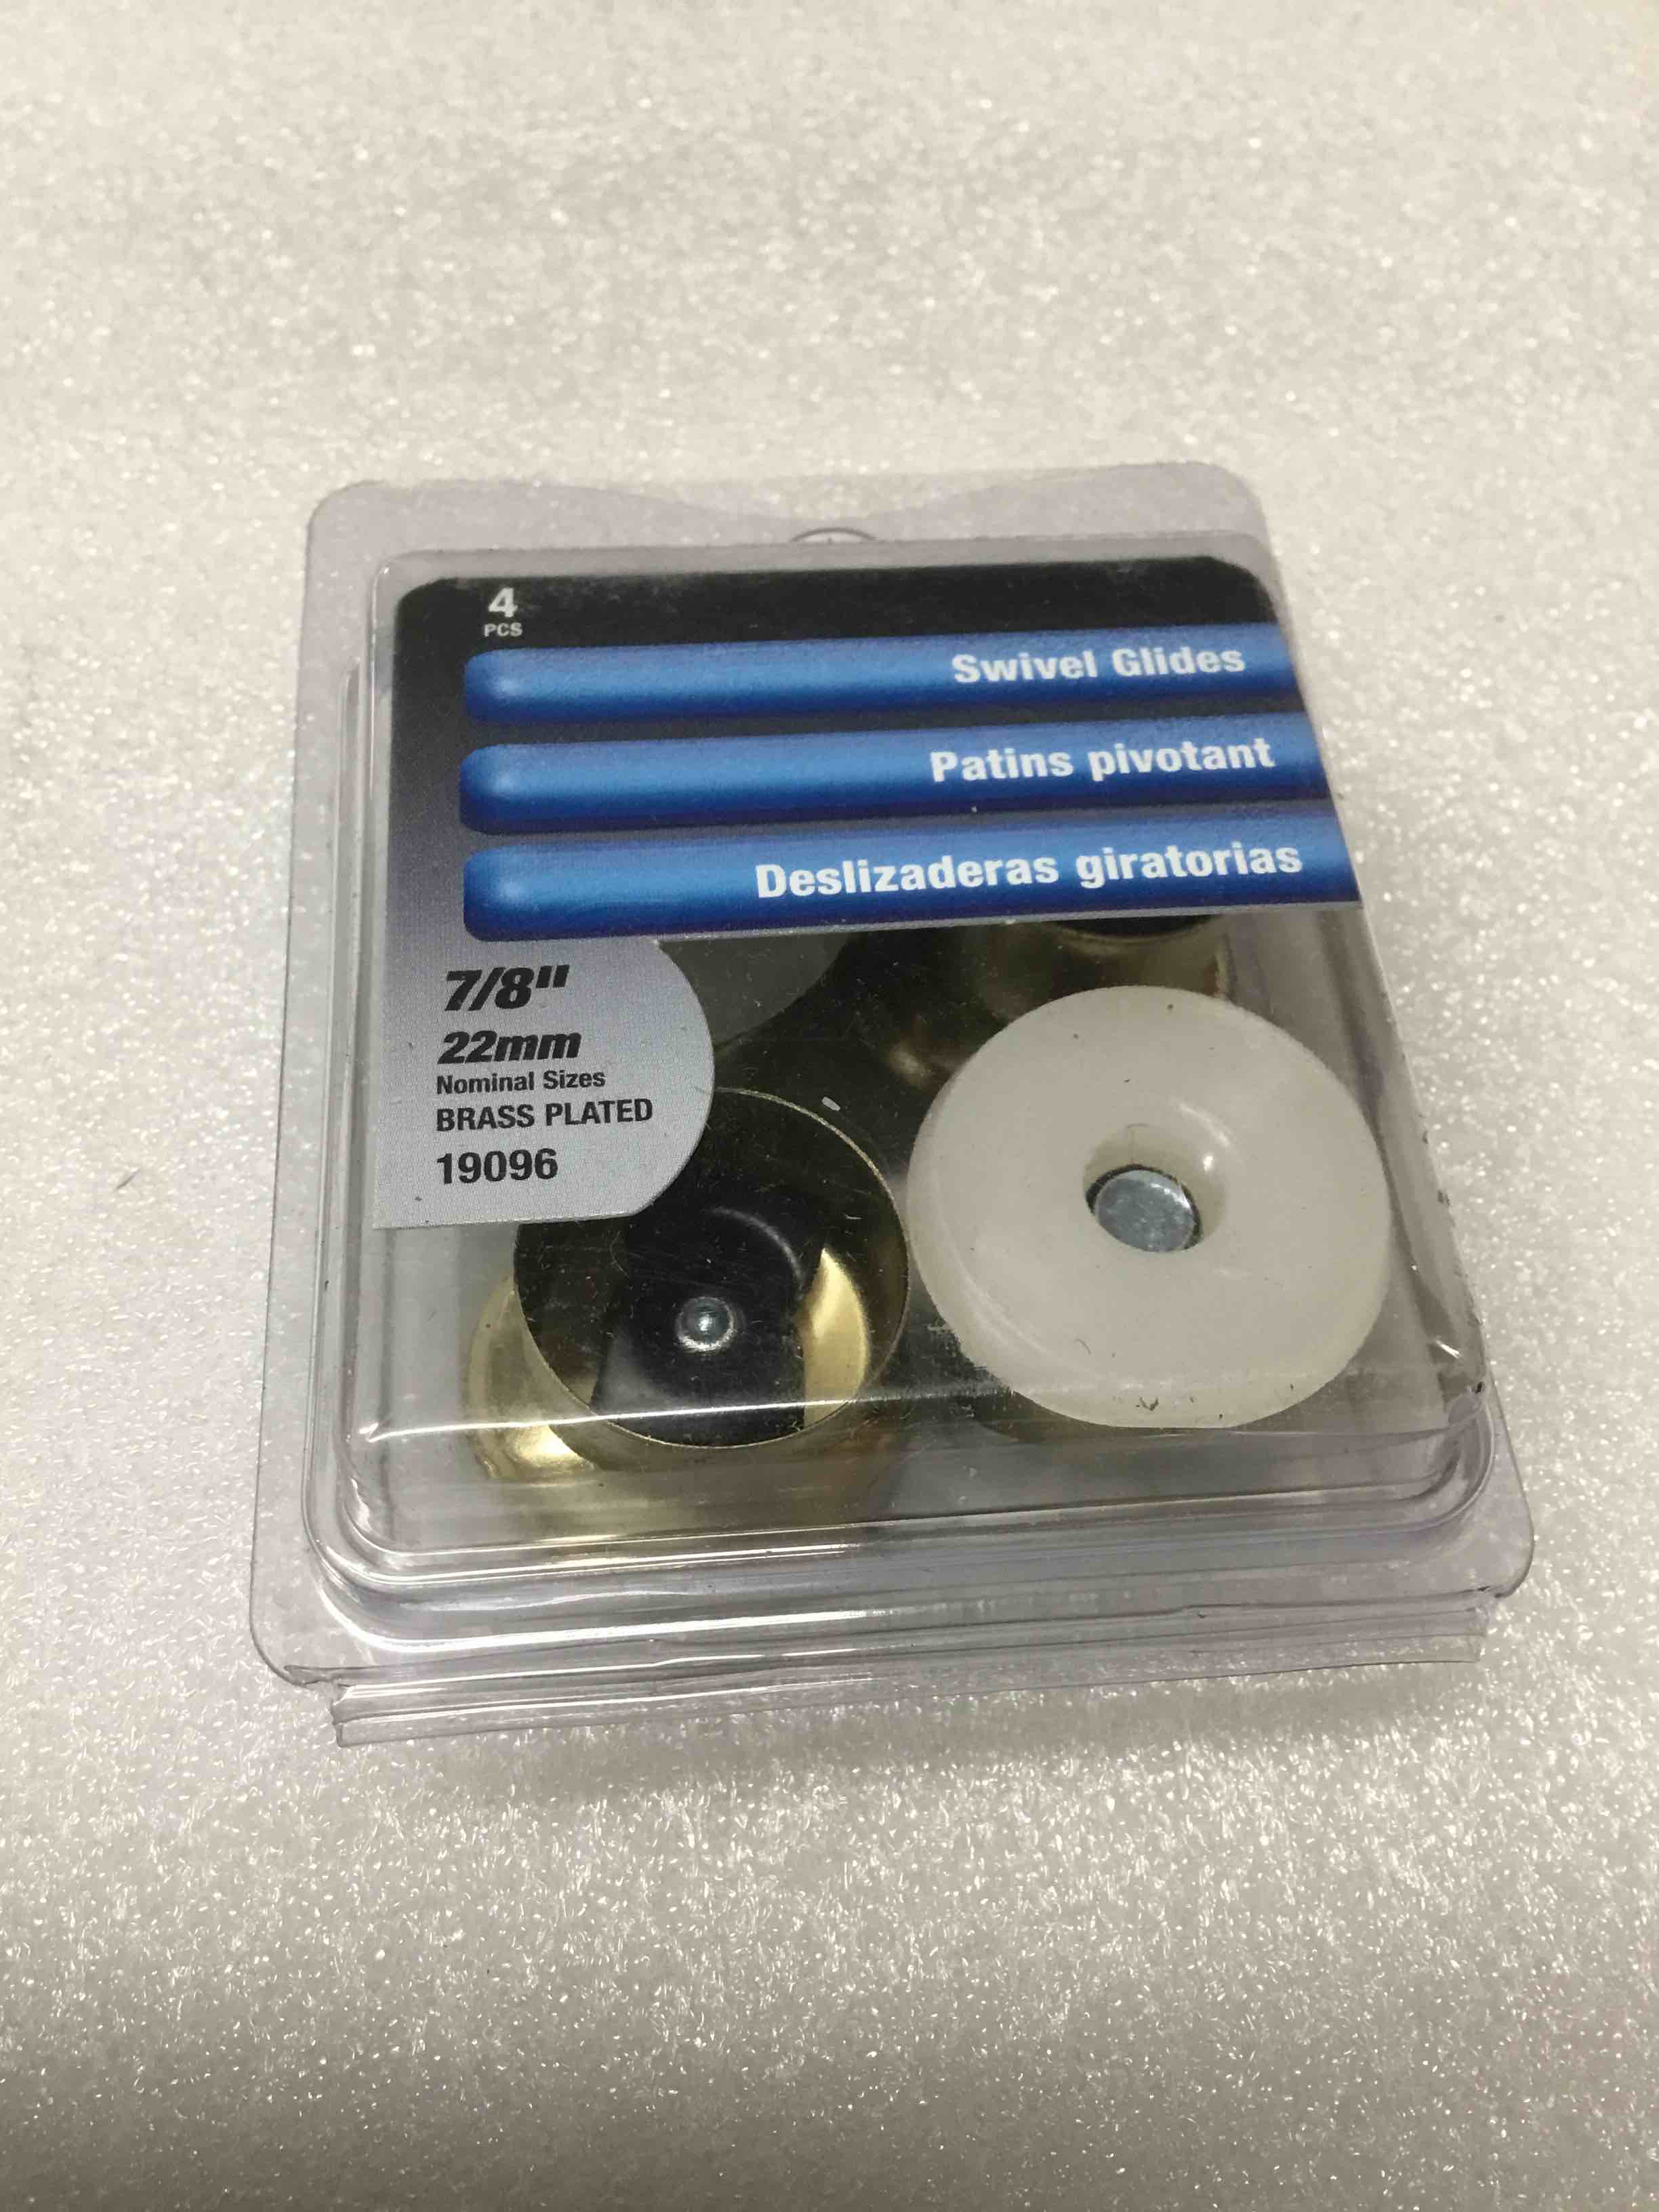 4
PCS
Swivel Glides
Patins pivotant
Deslizaderas giratorias
7/8"
22mm
Nominal Sizes
BRASS PLATED
19096